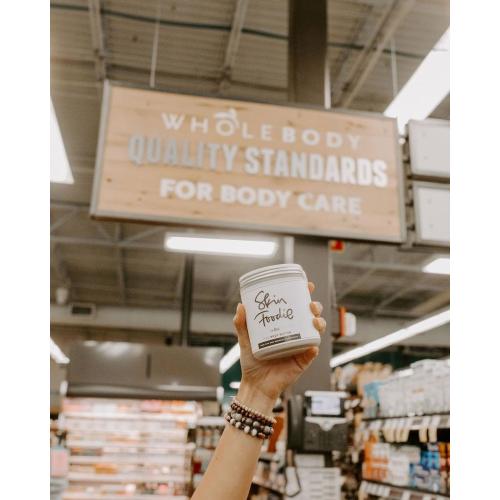 WHOLE BODY
QUALITY STANDARDS
FOR BODY CARE
Skin
Foodie